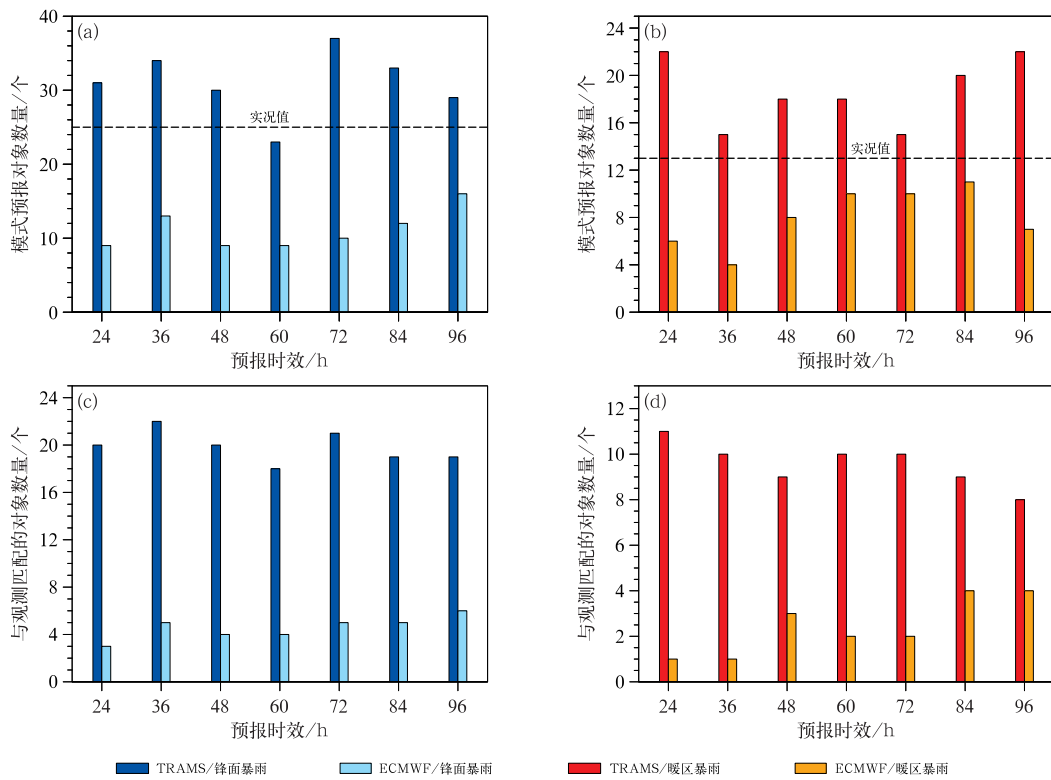 (a)
模式预报对象数量/个
40
30
20
10
0
实况值
24 36 48 60 72 84 96
预报时效/h
(b)
模式预报对象数量/个
24
20
16
12
8
4
0
实况值
24 36 48 60 72 84 96
预报时效/h
(c)
与观测匹配的对象数量/个
24
20
16
12
8
4
0
24 36 48 60 72 84 96
预报时效/h
(d)
与观测匹配的对象数量/个
12
10
8
6
4
2
0
24 36 48 60 72 84 96
预报时效/h
TRAMS/锋面暴雨 ECMWF/锋面暴雨 TRAMS/暖区暴雨 ECMWF/暖区暴雨